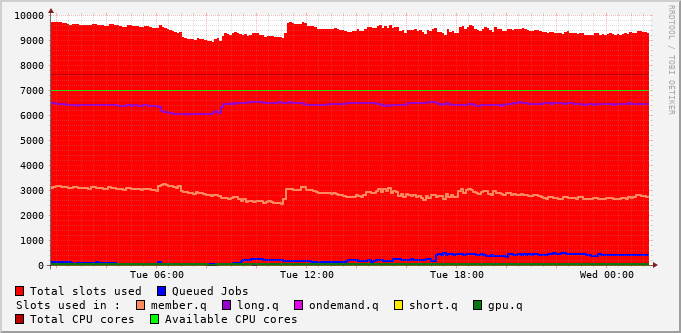 10000
9000
8000
7000
6000
5000
4000
3000
2000
1000
0
Tue 06:00 Tue 12:00 Tue 18:00 Wed 00:00
Total slots used Queued Jobs
Slots used in : member.q long.q ondemand.q short.q gpu.q
Total CPU cores Available CPU cores
RRDTOOL / TOBI OETIKER